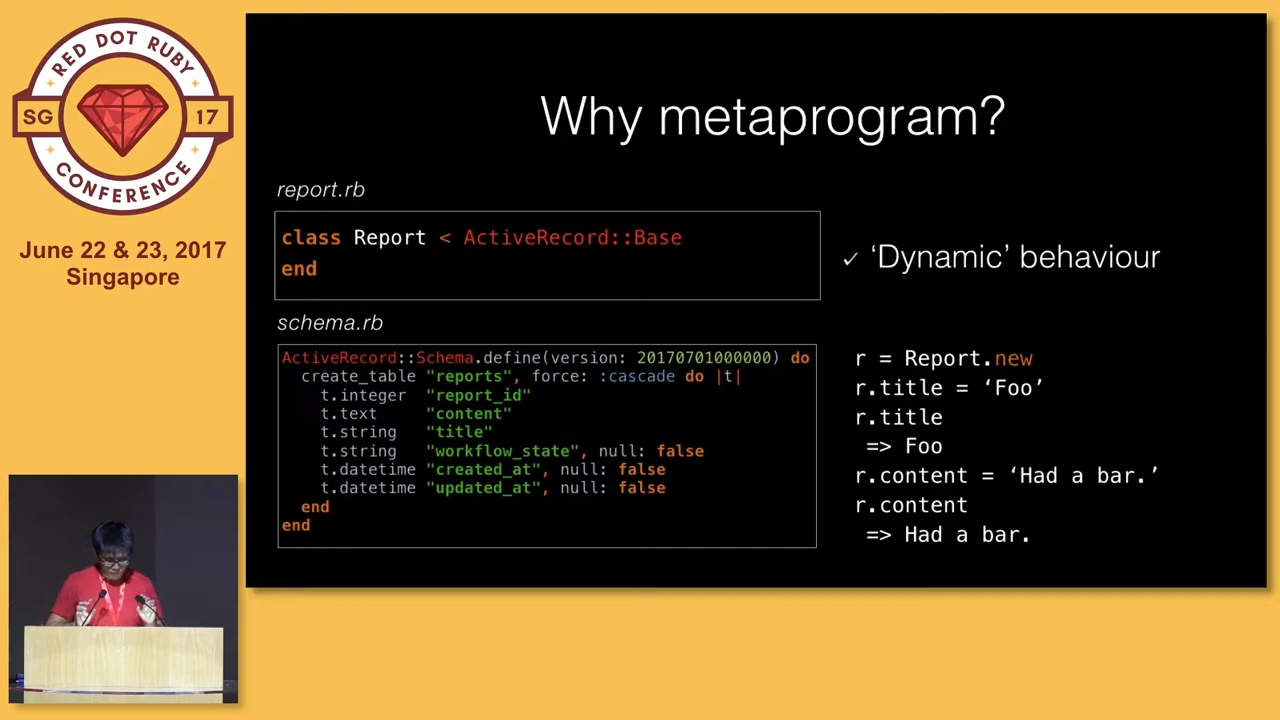 RED DOT RUBY
SG
17
CONFERENCE
June 22 & 23, 2017
Singapore
Why metaprogram?
report.rb
class Report < ActiveRecord::Base
end
✓ ‘Dynamic’ behaviour
schema.rb
ActiveRecord::Schema.define(version: 20170701000000) do
create_table "reports", force: :cascade do |t|
t.integer "report_id"
t.text "content"
t.string "title"
t.string "workflow_state", null: false
t.datetime "created_at", null: false
t.datetime "updated_at", null: false
end
end
r = Report.new
r.title = ‘Foo’
r.title
=> Foo
r.content = ‘Had a bar.’
r.content
=> Had a bar.